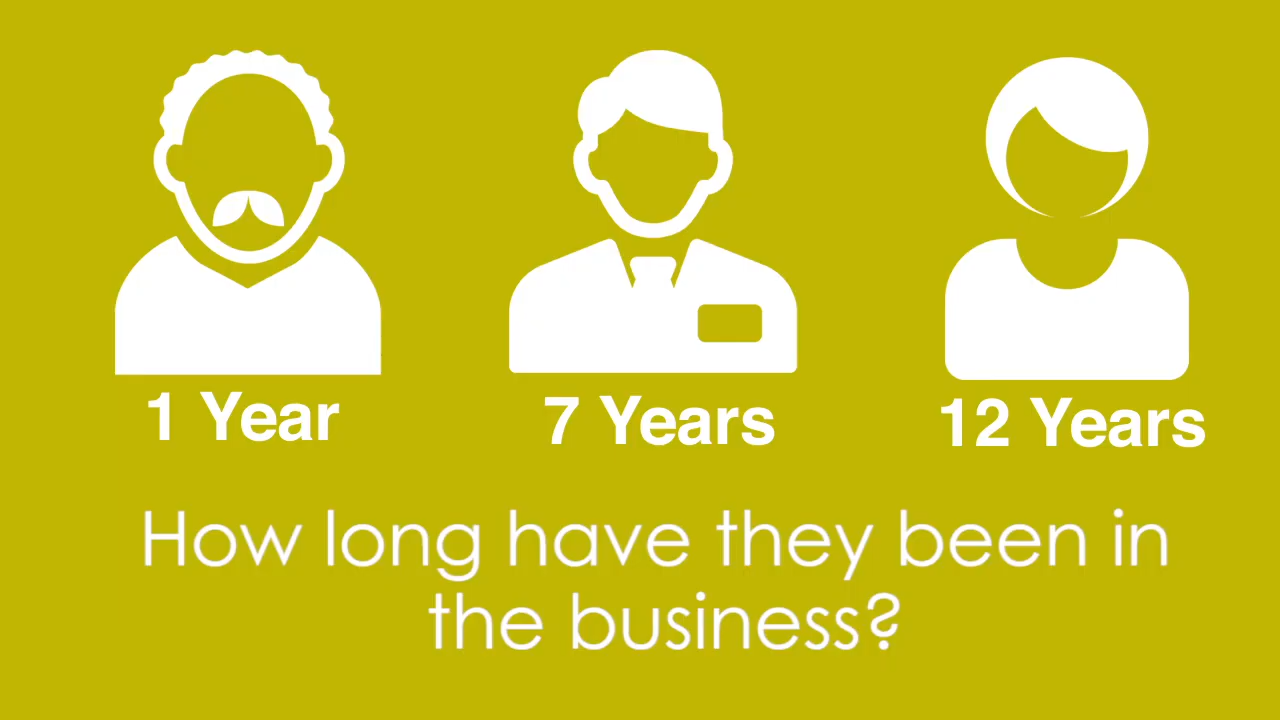 1 Year
7 Years
12 Years
How long have they been in
the business?